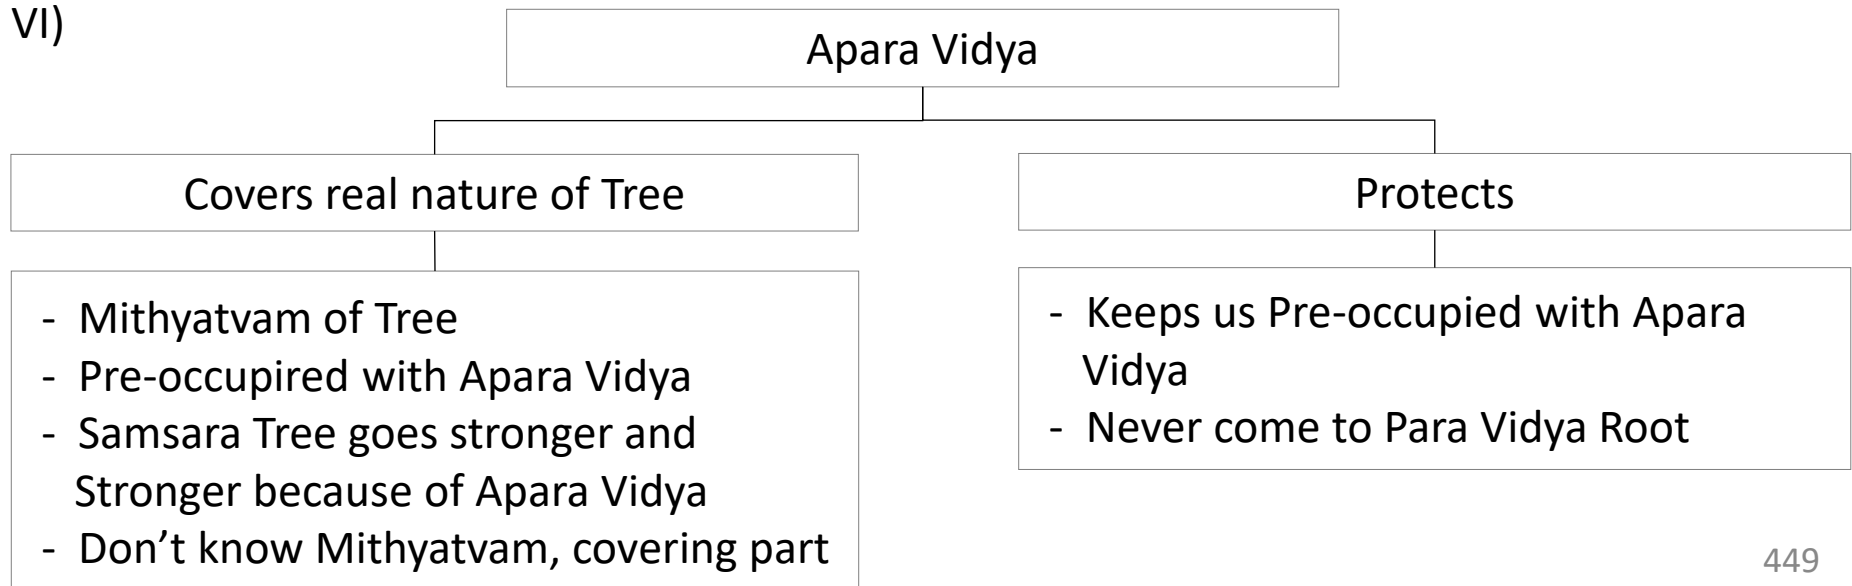 VI)
Apara Vidya
Covers real nature of Tree
- Mithyatvam of Tree
- Pre-occupired with Apara Vidya
- Samsara Tree goes stronger and
Stronger because of Apara Vidya
- Don’t know Mithyatvam, covering part
Protects
- Keeps us Pre-occupied with Apara
Vidya
- Never come to Para Vidya Root
449